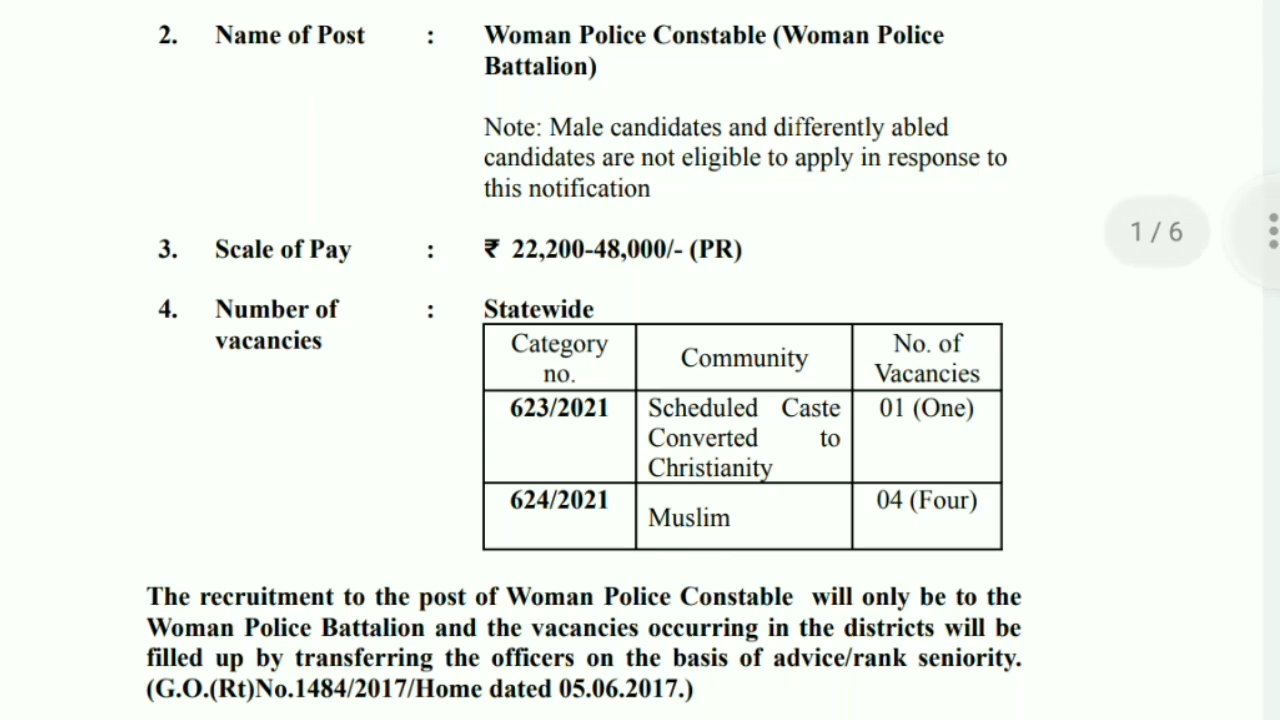 2. Name of Post : Woman Police Constable (Woman Police
Battalion)
Note: Male candidates and differently abled
candidates are not eligible to apply in response to
this notification
3. Scale of Pay : ₹ 22,200-48,000/- (PR)
1 / 6
4. Number of : Statewide
vacancies
Category
no.
Community
No. of
Vacancies
623/2021
Scheduled Caste
Converted to
Christianity
01 (One)
624/2021
Muslim
04 (Four)
The recruitment to the post of Woman Police Constable will only be to the
Woman Police Battalion and the vacancies occurring in the districts will be
filled up by transferring the officers on the basis of advice/rank seniority.
(G.O.(Rt)No.1484/2017/Home dated 05.06.2017.)